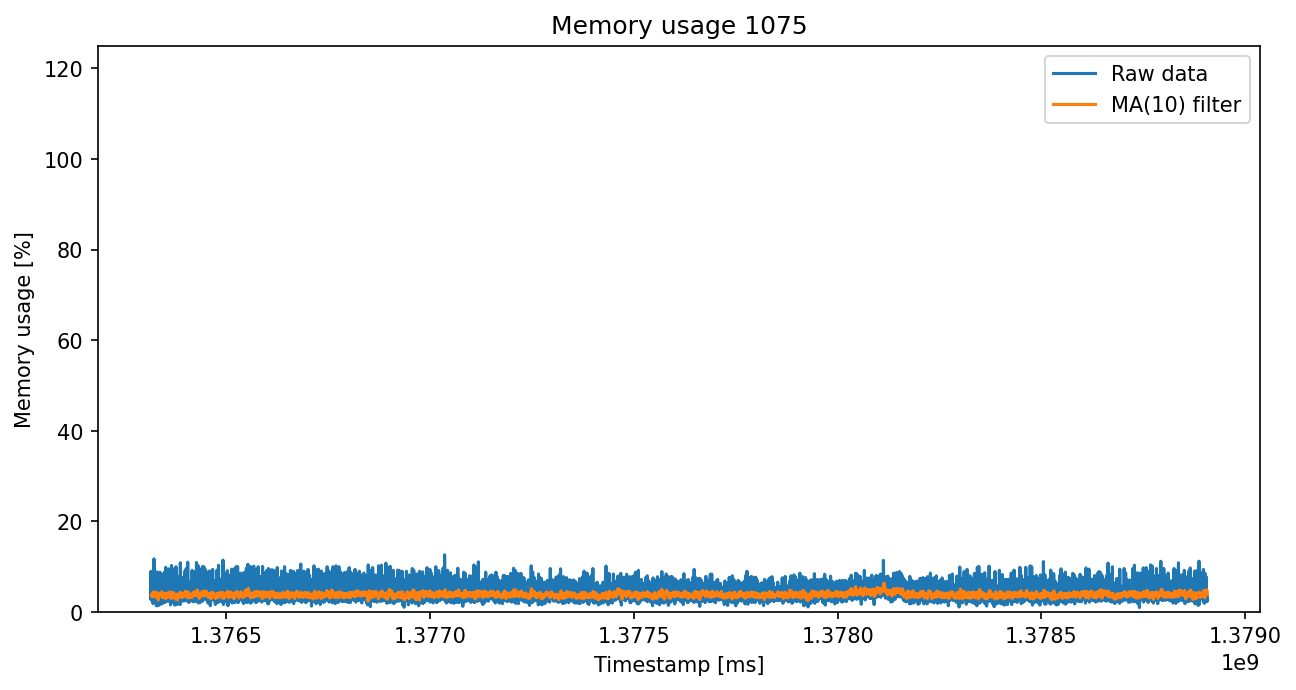 Memory usage 1075
Raw data
MA(10) filter
Memory usage [%]
120
100
80
60
40
20
0
1.3765 1.3770 1.3775 1.3780 1.3785 1.3790
1e9
Timestamp [ms]